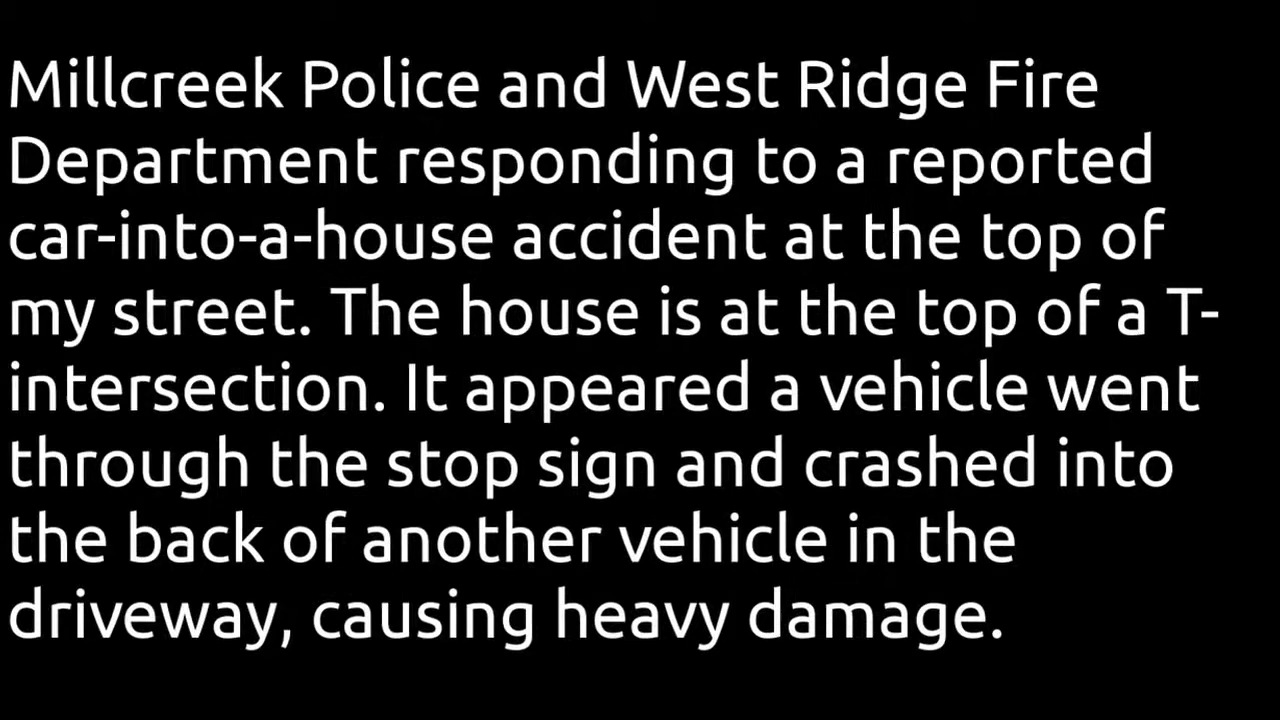 Millcreek Police and West Ridge Fire
Department responding to a reported
car-into-a-house accident at the top of
my street. The house is at the top of a T-
intersection. It appeared a vehicle went
through the stop sign and crashed into
the back of another vehicle in the
driveway, causing heavy damage.